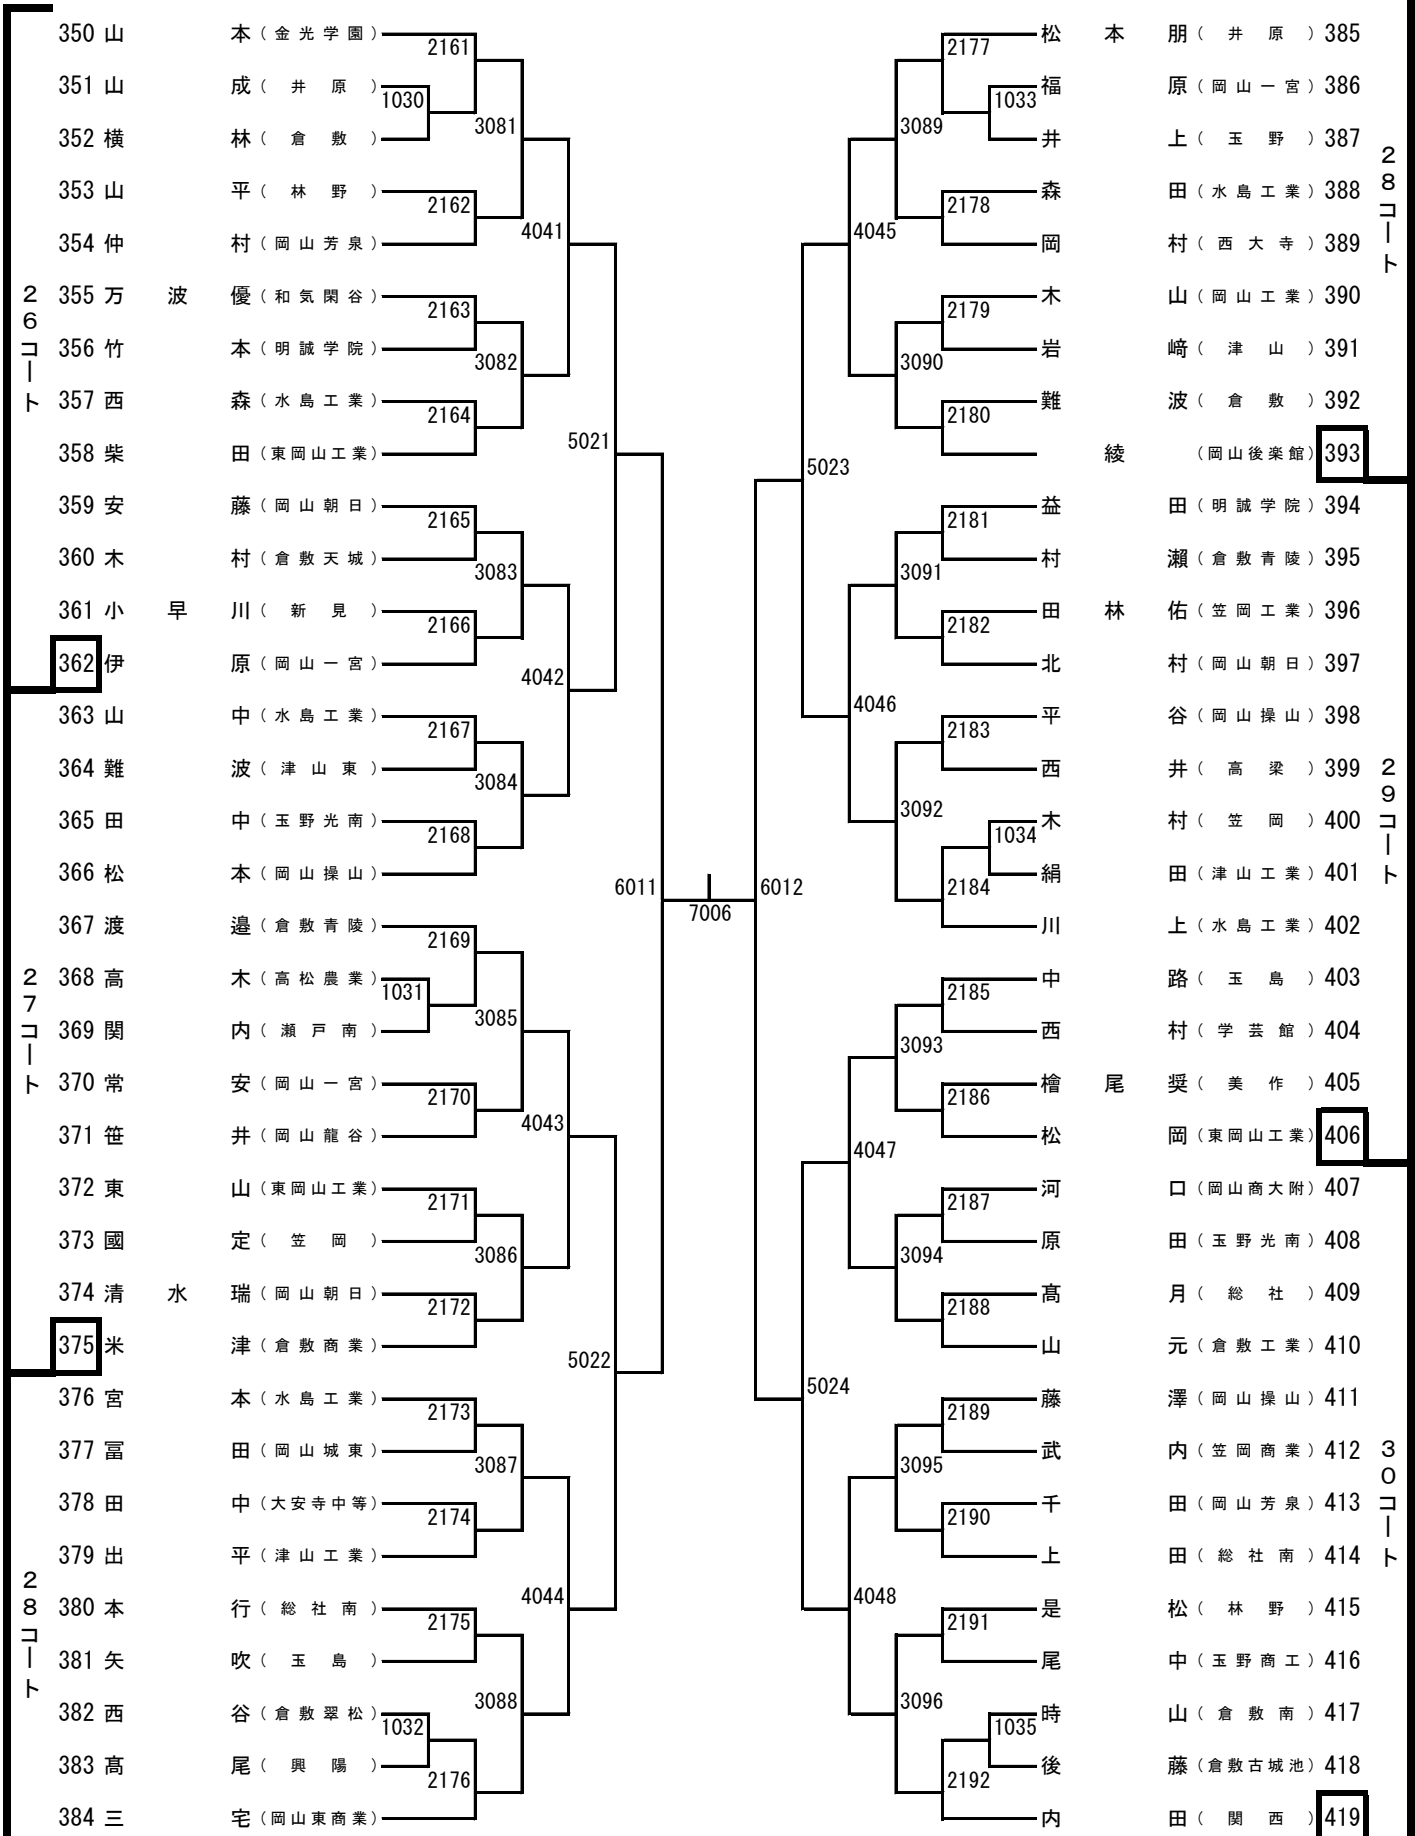 350 山本（金光学園）
351 山成（井原）
352 横林（倉敷）
353 山平（林野）
354 仲村（岡山芳泉）
355 万波優（和気閑谷）
356 竹本（明誠学院）
357 西森（水島工業）
358 柴田（東岡山工業）
359 安藤（岡山朝日）
360 木村（倉敷天城）
361 小早川（新見）
362 伊原（岡山一宮）
363 山中（水島工業）
364 難波（津山東）
365 田中（玉野光南）
366 松本（岡山操山）
367 渡邉（倉敷青陵）
368 高木（高松農業）
369 関内（瀬戸南）
370 常安（岡山一宮）
371 笹井（岡山龍谷）
372 東山（東岡山工業）
373 國定（笠岡）
374 清水瑞（岡山朝日）
375 米津（倉敷商業）
376 宮本（水島工業）
377 冨田（岡山城東）
378 田中（大安寺中等）
379 出平（津山工業）
380 本行（総社南）
381 矢吹（玉島）
382 西谷（倉敷翠松）
383 髙尾（興陽）
384 三宅（岡山東商業）
26コート
27コート
28コート
1030
1031
1032
2161
2162
2163
2164
2165
2166
2167
2168
2169
2170
2171
2172
2173
2174
2175
2176
3081
3082
3083
3084
3085
3086
3087
3088
4041
4042
4043
4044
5021
5022
6011
7006
6012
5023
5024
4045
4046
4047
4048
3089
3090
3091
3092
3093
3094
3095
3096
2177
2178
2179
2180
2181
2182
2183
2184
2185
2186
2187
2188
2189
2190
2191
2192
1033
1034
1035
松本朋（井原）385
福原（岡山一宮）386
井上（玉野）387
森田（水島工業）388
岡村（西大寺）389
木山（岡山工業）390
岩﨑（津山）391
難波（倉敷）392
綾（岡山後楽館）393
益田（明誠学院）394
村瀬（倉敷青陵）395
田林佑（笠岡工業）396
北村（岡山朝日）397
平谷（岡山操山）398
西井（高梁）399
木村（笠岡）400
絹田（津山工業）401
川上（水島工業）402
中路（玉島）403
西村（学芸館）404
檜尾奨（美作）405
松岡（東岡山工業）406
河口（岡山商大附）407
原田（玉野光南）408
髙月（総社）409
山元（倉敷工業）410
藤澤（岡山操山）411
武内（笠岡商業）412
千田（岡山芳泉）413
上田（総社南）414
是松（林野）415
尾中（玉野商工）416
時山（倉敷南）417
後藤（倉敷古城池）418
内田（関西）419
28コート
29コート
30コート